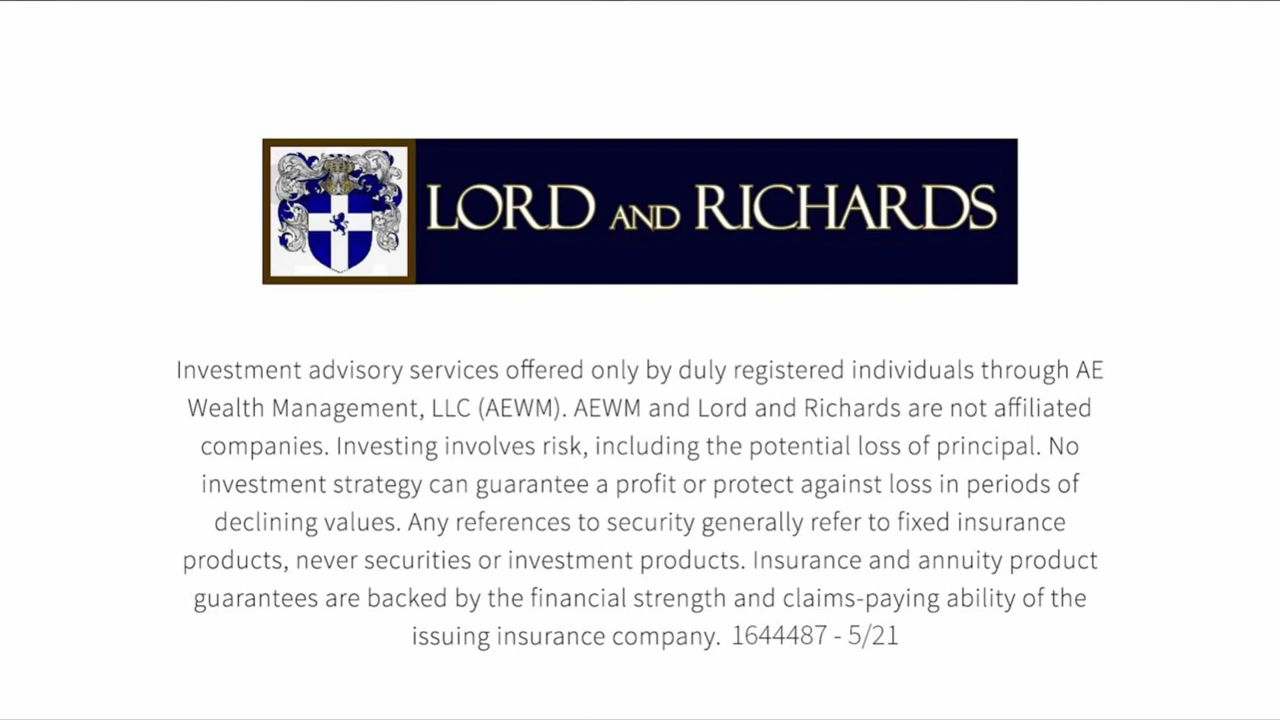 LORD AND RICHARDS
Investment advisory services offered only by duly registered individuals through AE
Wealth Management, LLC (AEWM). AEWM and Lord and Richards are not affiliated
companies. Investing involves risk, including the potential loss of principal. No
investment strategy can guarantee a profit or protect against loss in periods of
declining values. Any references to security generally refer to fixed insurance
products, never securities or investment products. Insurance and annuity product
guarantees are backed by the financial strength and claims-paying ability of the
issuing insurance company. 1644487 - 5/21